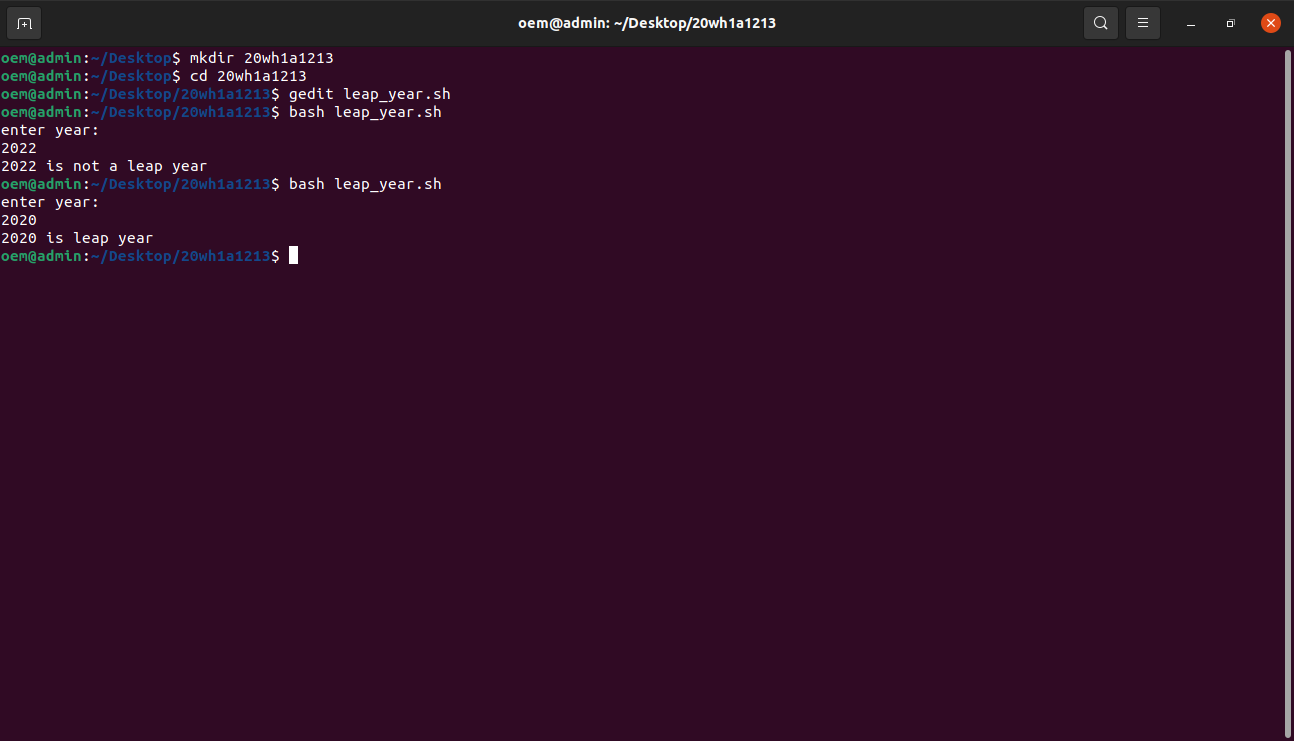 oem@admin: ~/Desktop/20wh1a1213
oem@admin:~/Desktop$ mkdir 20wh1a1213
oem@admin:~/Desktop$ cd 20wh1a1213
oem@admin:~/Desktop/20wh1a1213$ gedit leap_year.sh
oem@admin:~/Desktop/20wh1a1213$ bash leap_year.sh
enter year:
2022
2022 is not a leap year
oem@admin:~/Desktop/20wh1a1213$ bash leap_year.sh
enter year:
2020
2020 is leap year
oem@admin:~/Desktop/20wh1a1213$